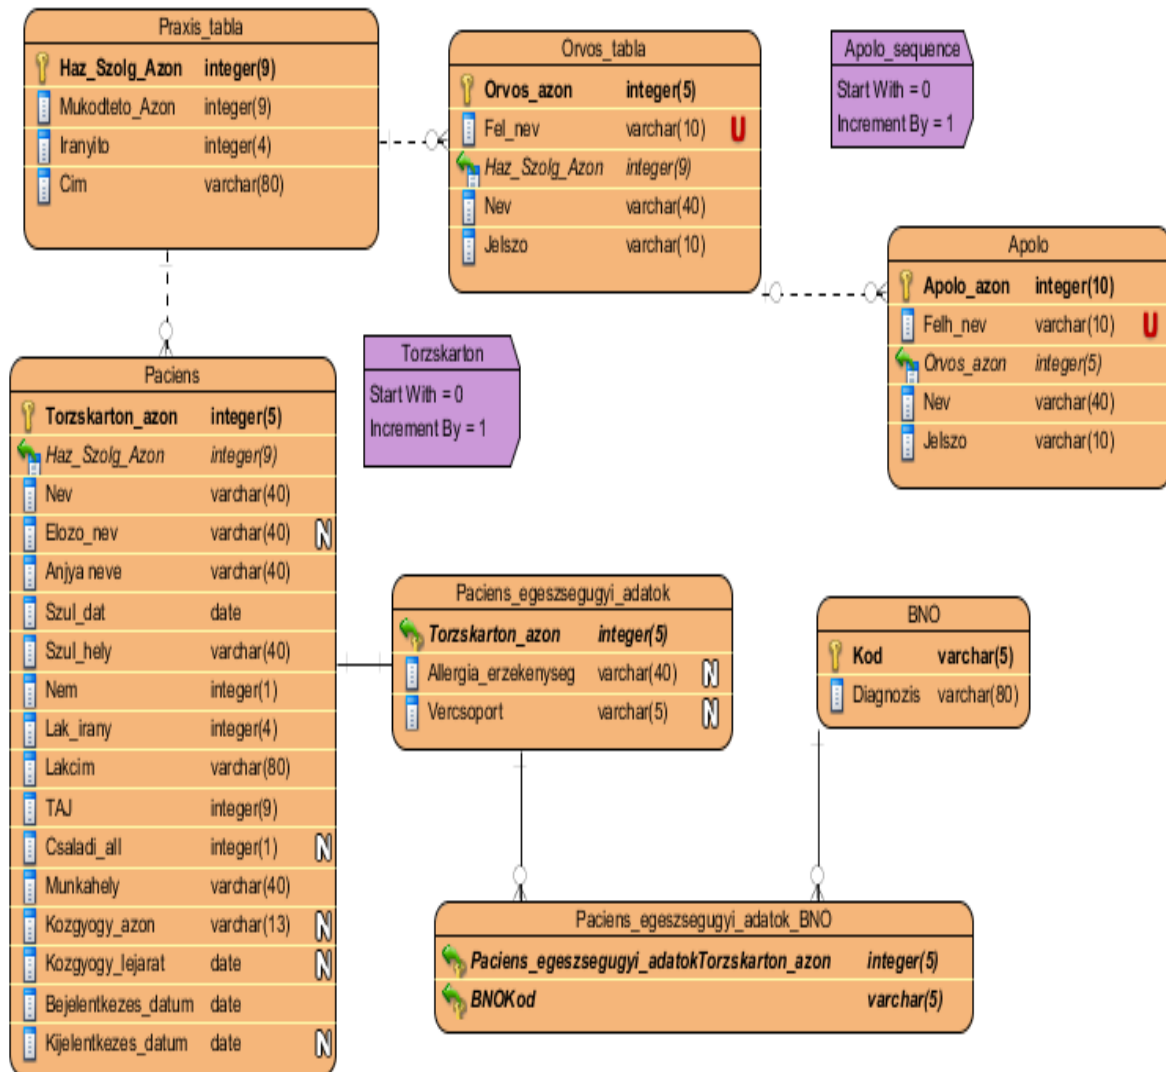 Praxis_tabla
Haz_Szolg_Azon integer(9)
Mukodteto_Azon integer(9)
Iranyito integer(4)
Cim varchar(80)
Orvos_tabla
Orvos_azon integer(5)
Fel_nev varchar(10) U
Haz_Szolg_Azon integer(9)
Nev varchar(40)
Jelszo varchar(10)
Apolo_sequence
Start With = 0
Increment By = 1
Apolo
Apolo_azon integer(10)
Felh_nev varchar(10) U
Orvos_azon integer(5)
Nev varchar(40)
Jelszo varchar(10)
Torzskarton
Start With = 0
Increment By = 1
Paciens
Torzskarton_azon integer(5)
Haz_Szolg_Azon integer(9)
Nev varchar(40)
Elozo_nev varchar(40) N
Anjya neve varchar(40)
Szul_dat date
Szul_hely varchar(40)
Nem integer(1)
Lak_irany integer(4)
Lakcim varchar(80)
TAJ integer(9)
Csaladi_all integer(1) N
Munkahely varchar(40)
Kozgyogy_azon varchar(13) N
Kozgyogy_lejarat date N
Bejelentkezes_datum date
Kijelentkezes_datum date N
Paciens_egeszsegugyi_adatok
Torzskarton_azon integer(5)
Allergia_erzekenyseg varchar(40) N
Vercsoport varchar(5) N
BNO
Kod varchar(5)
Diagnozis varchar(80)
Paciens_egeszsegugyi_adatok_BNO
Paciens_egeszsegugyi_adatokTorzskarton_azon integer(5)
BNOKod varchar(5)